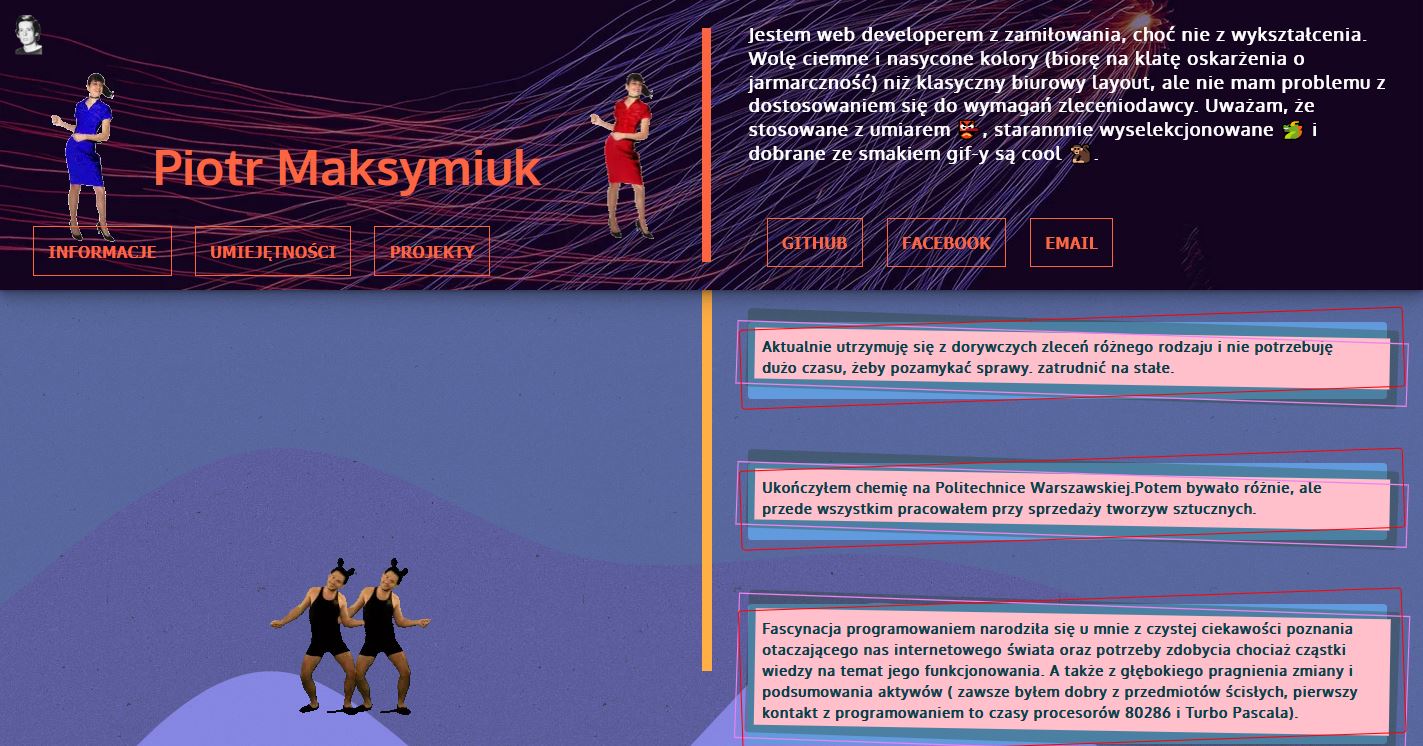 Piotr Maksymiuk
INFORMACJE
UMIEJĘTNOŚCI
PROJEKTY
Jestem web developerem z zamiłowania, choć nie z wykształcenia.
Wolę ciemne i nasycone kolory (biorę na klatę oskarżenia o
jarmarczność) niż klasyczny biurowy layout, ale nie mam problemu z
dostosowaniem się do wymagań zleceniodawcy. Uważam, że
stosowane z umiarem , starannnie wyselekcjonowane i
dobrane ze smakiem gif-y są cool .
GITHUB
FACEBOOK
EMAIL
Aktualnie utrzymuję się z dorywczych zleceń różnego rodzaju i nie potrzebuję
dużo czasu, żeby pozamykać sprawy. zatrudnić na stałe.
Ukończyłem chemię na Politechnice Warszawskiej.Potem bywało różnie, ale
przede wszystkim pracowałem przy sprzedaży tworzyw sztucznych.
Fascynacja programowaniem narodziła się u mnie z czystej ciekawości poznania
otaczającego nas internetowego świata oraz potrzeby zdobycia chociaż cząstki
wiedzy na temat jego funkcjonowania. A także z głębokiego pragnienia zmiany i
podsumowania aktywów ( zawsze byłem dobry z przedmiotów ścisłych, pierwszy
kontakt z programowaniem to czasy procesorów 80286 i Turbo Pascala).